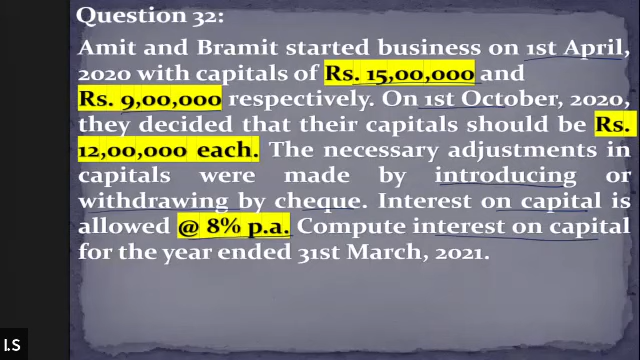 Question 32:
Amit and Bramit started business on 1st April,
2020 with capitals of Rs. 15,00,000 and
Rs. 9,00,000 respectively. On 1st October, 2020,
they decided that their capitals should be Rs.
12,00,000 each. The necessary adjustments in
capitals were made by introducing or
withdrawing by cheque. Interest on capital is
allowed @ 8% p.a. Compute interest on capital
for the year ended 31st March, 2021.
I.S